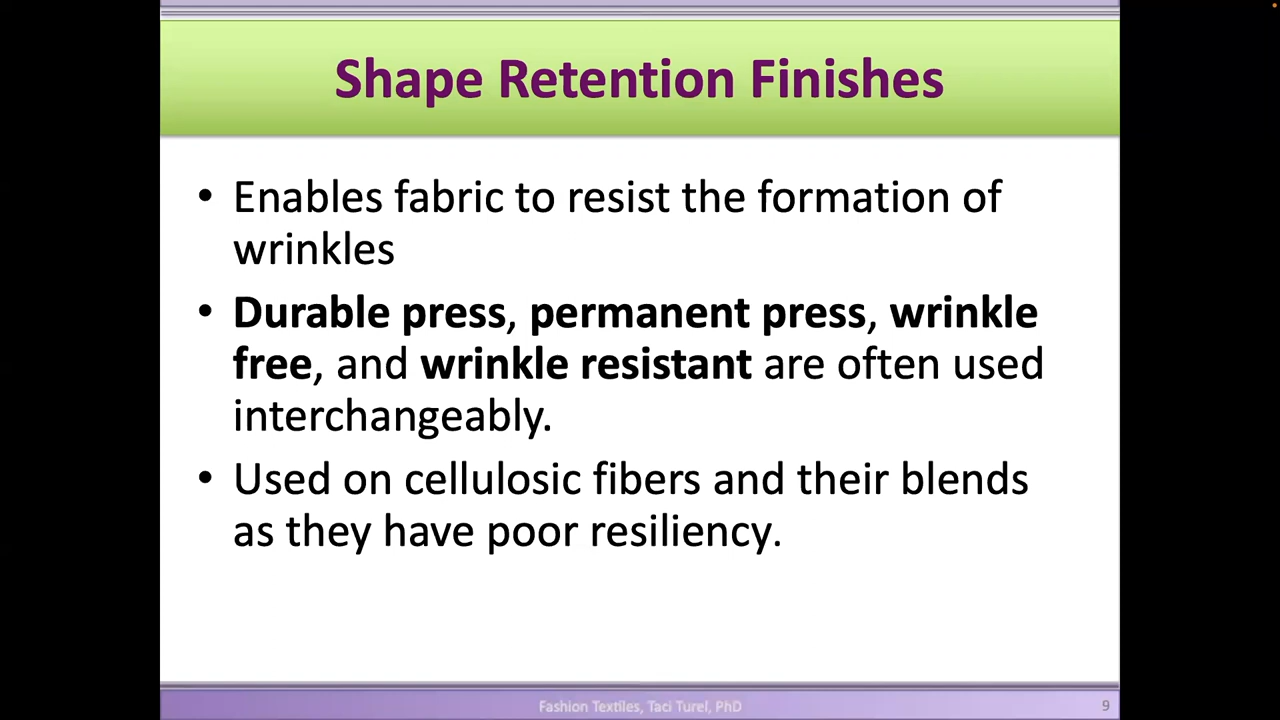 Shape Retention Finishes
• Enables fabric to resist the formation of
wrinkles
• Durable press, permanent press, wrinkle
free, and wrinkle resistant are often used
interchangeably.
• Used on cellulosic fibers and their blends
as they have poor resiliency.
Fashion Textiles, Taci Turel, PhD
9